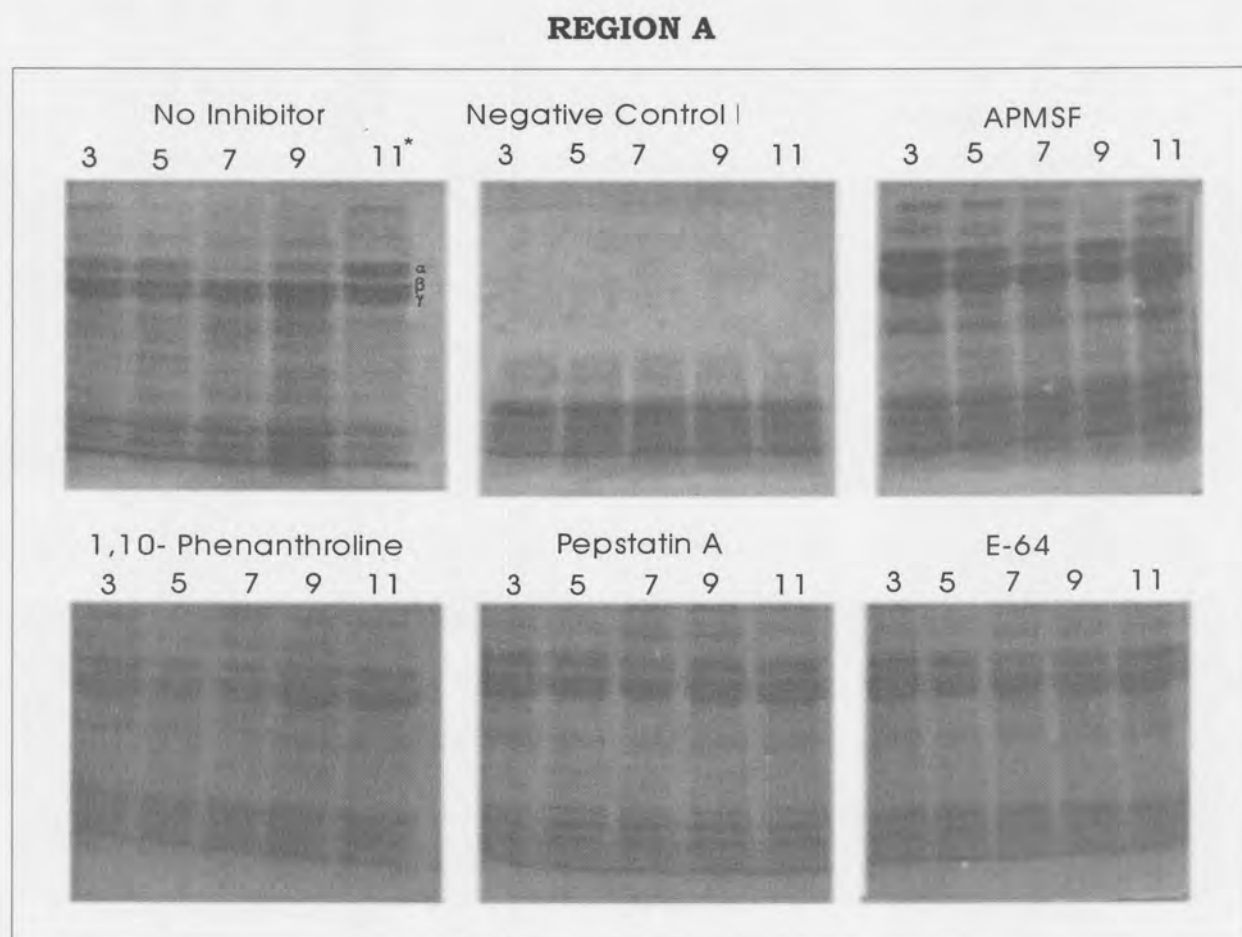 REGION A
No Inhibitor
3 5 7 9 11*
α
β
γ
Negative Control I
3 5 7 9 11
APMSF
3 5 7 9 11
1,10- Phenanthroline
3 5 7 9 11
Pepstatin A
3 5 7 9 11
E-64
3 5 7 9 11